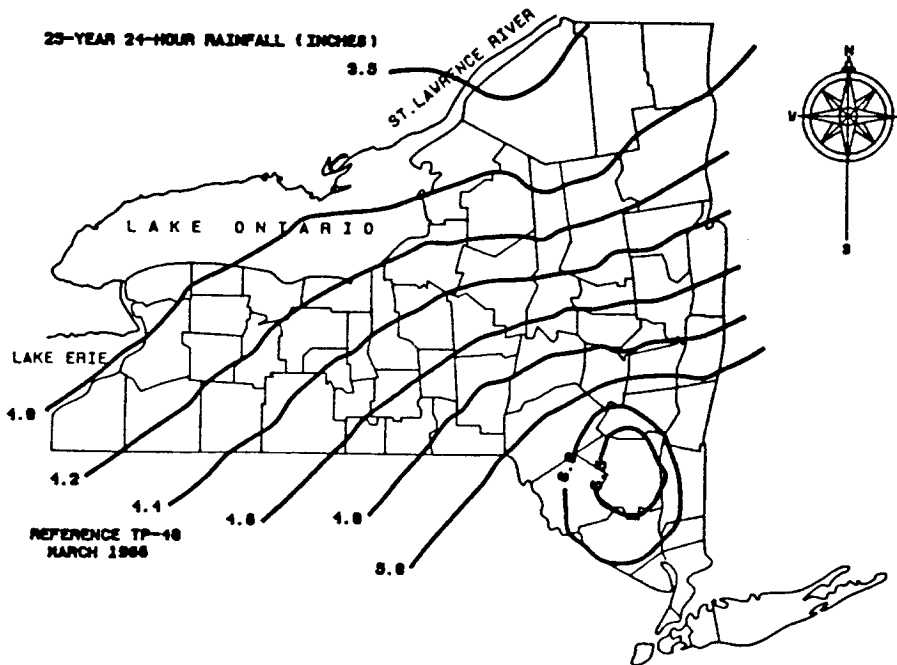 25-YEAR 24-HOUR RAINFALL (INCHES)
3.5
ST. LAWRENCE RIVER
N
W
S
LAKE ONTARIO
LAKE ERIE
4.0
4.2
4.4
4.6
4.8
5.0
REFERENCE TP-40
MARCH 1966